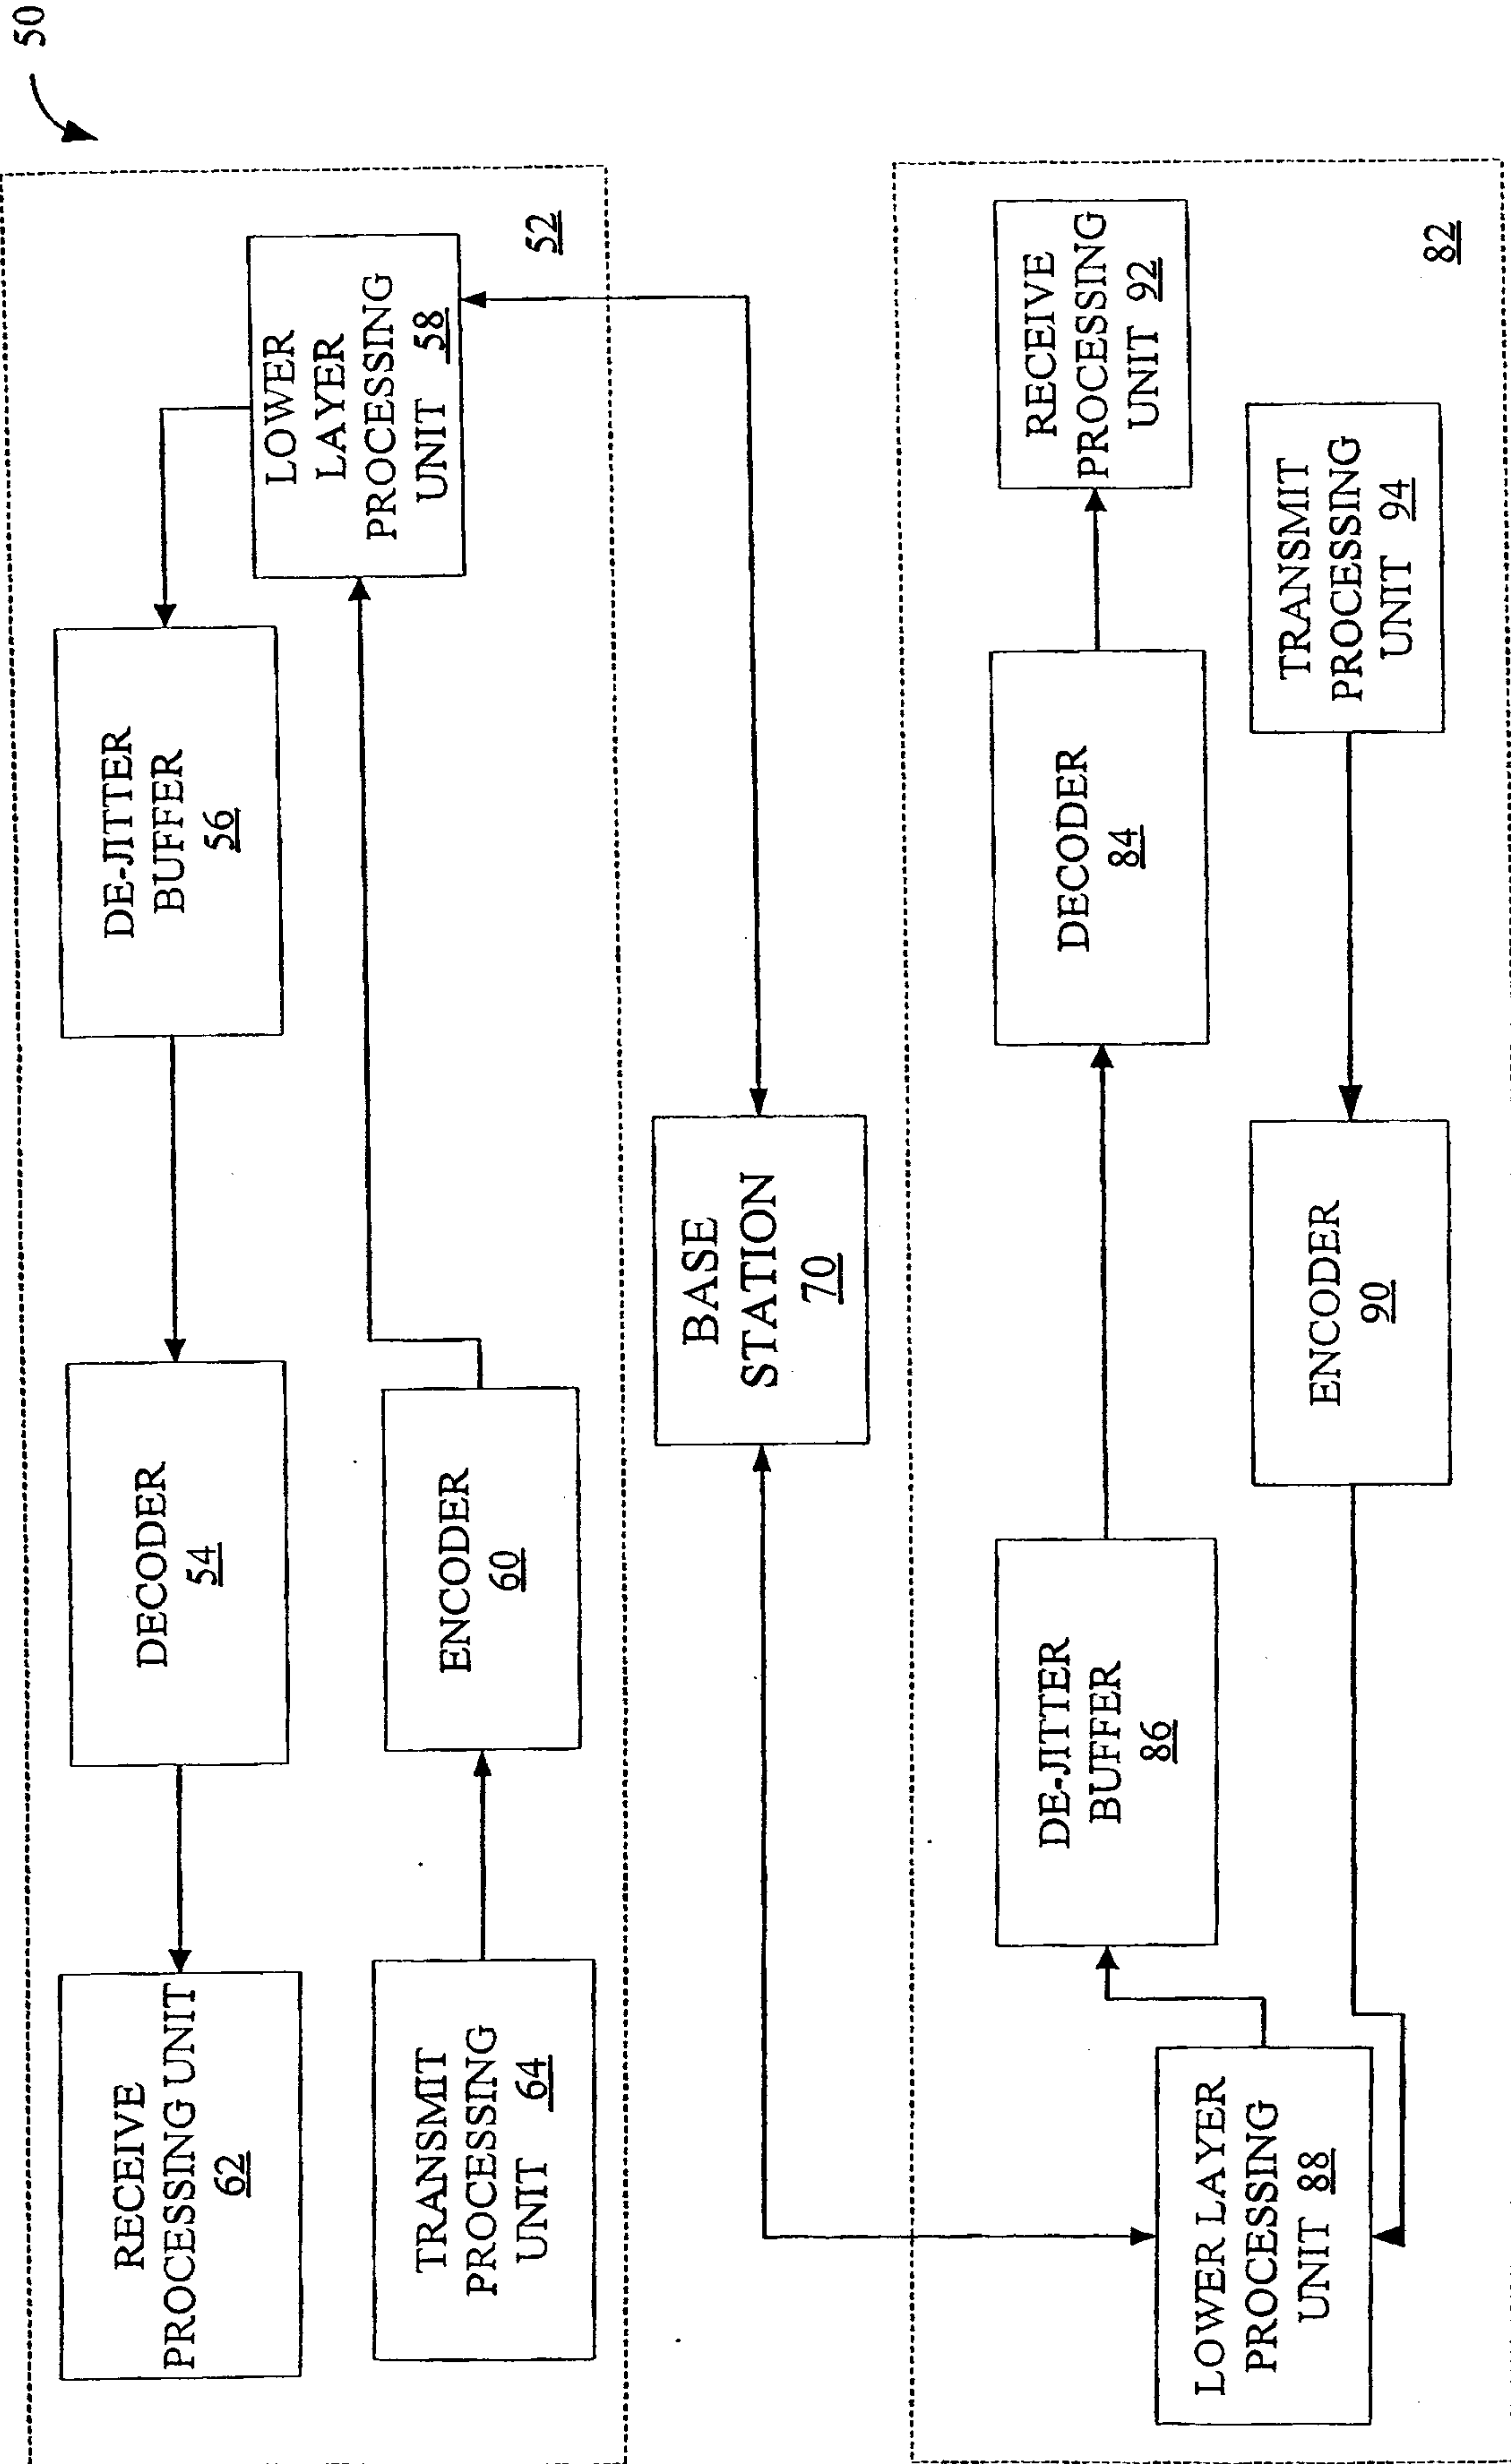 50
RECEIVE
PROCESSING UNIT
62
DECODER
54
DE-JITTER
BUFFER
56
LOWER
LAYER
PROCESSING
UNIT 58
TRANSMIT
PROCESSING
UNIT 64
ENCODER
60
52
BASE
STATION
70
LOWER LAYER
PROCESSING
UNIT 88
DE-JITTER
BUFFER
86
DECODER
84
RECEIVE
PROCESSING
UNIT 92
ENCODER
90
TRANSMIT
PROCESSING
UNIT 94
82